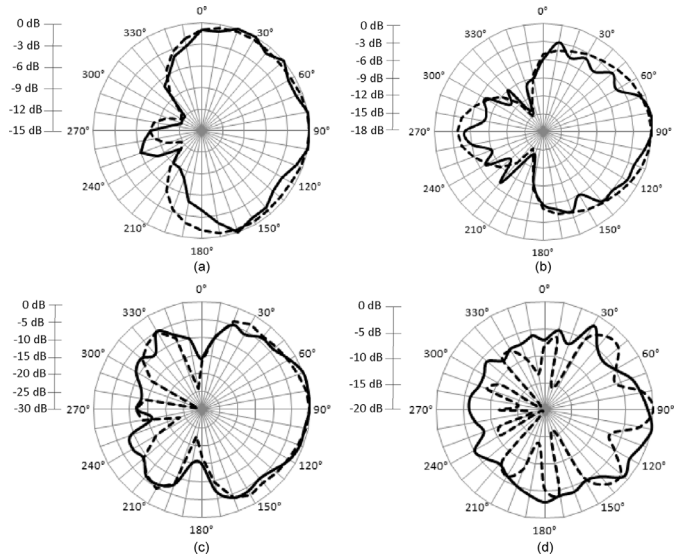 0 dB
-3 dB
-6 dB
-9 dB
-12 dB
-15 dB
0°
30°
60°
90°
120°
150°
180°
210°
240°
270°
300°
330°
(a)
0 dB
-3 dB
-6 dB
-9 dB
-12 dB
-15 dB
-18 dB
0°
30°
60°
90°
120°
150°
180°
210°
240°
270°
300°
330°
(b)
0 dB
-5 dB
-10 dB
-15 dB
-20 dB
-25 dB
-30 dB
0°
30°
60°
90°
120°
150°
180°
210°
240°
270°
300°
330°
(c)
0 dB
-5 dB
-10 dB
-15 dB
-20 dB
0°
30°
60°
90°
120°
150°
180°
210°
240°
270°
300°
330°
(d)